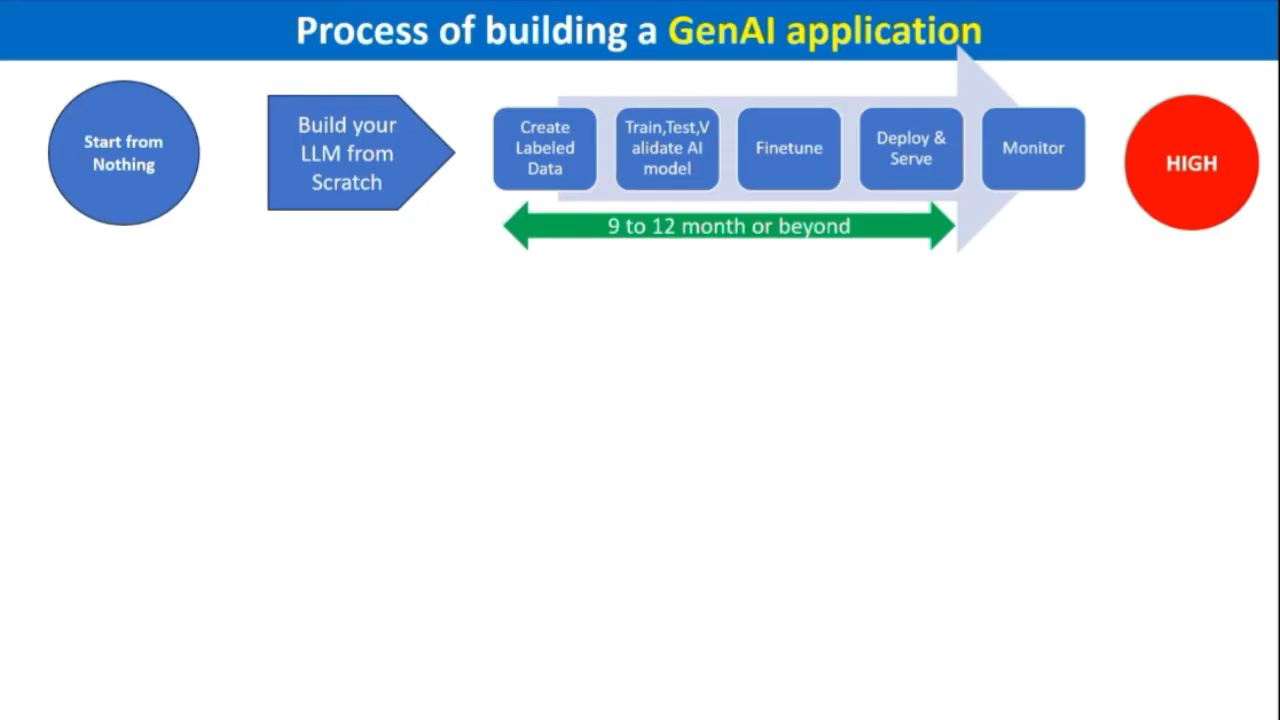 Process of building a GenAI application
Start from
Nothing
Build your
LLM from
Scratch
Create
Labeled
Data
Train,Test,V
alidate AI
model
Finetune
Deploy &
Serve
Monitor
HIGH
9 to 12 month or beyond